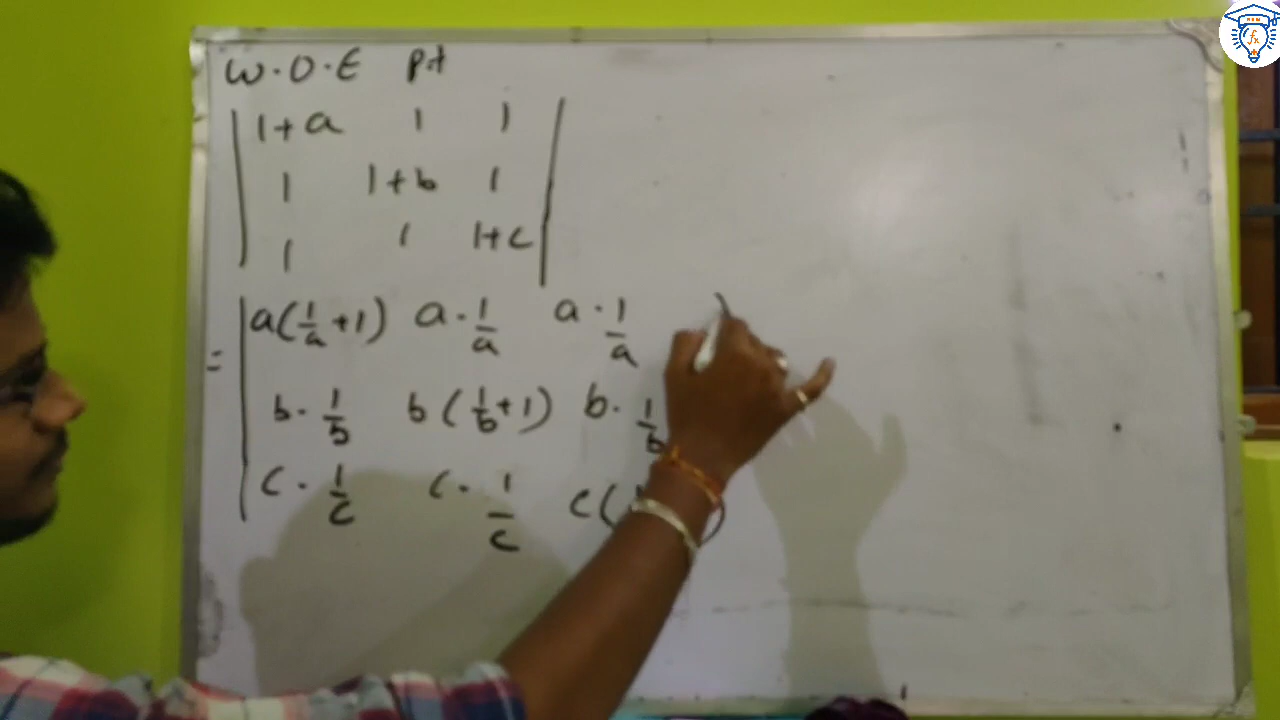 W.O.E P.t
| 1+a 1 1 |
| 1 1+b 1 |
| 1 1 1+c |
= | a(1/a+1) a.1/a a.1/a
b.1/b b(1/b+1) b.1/b
c.1/c c.1/c c(